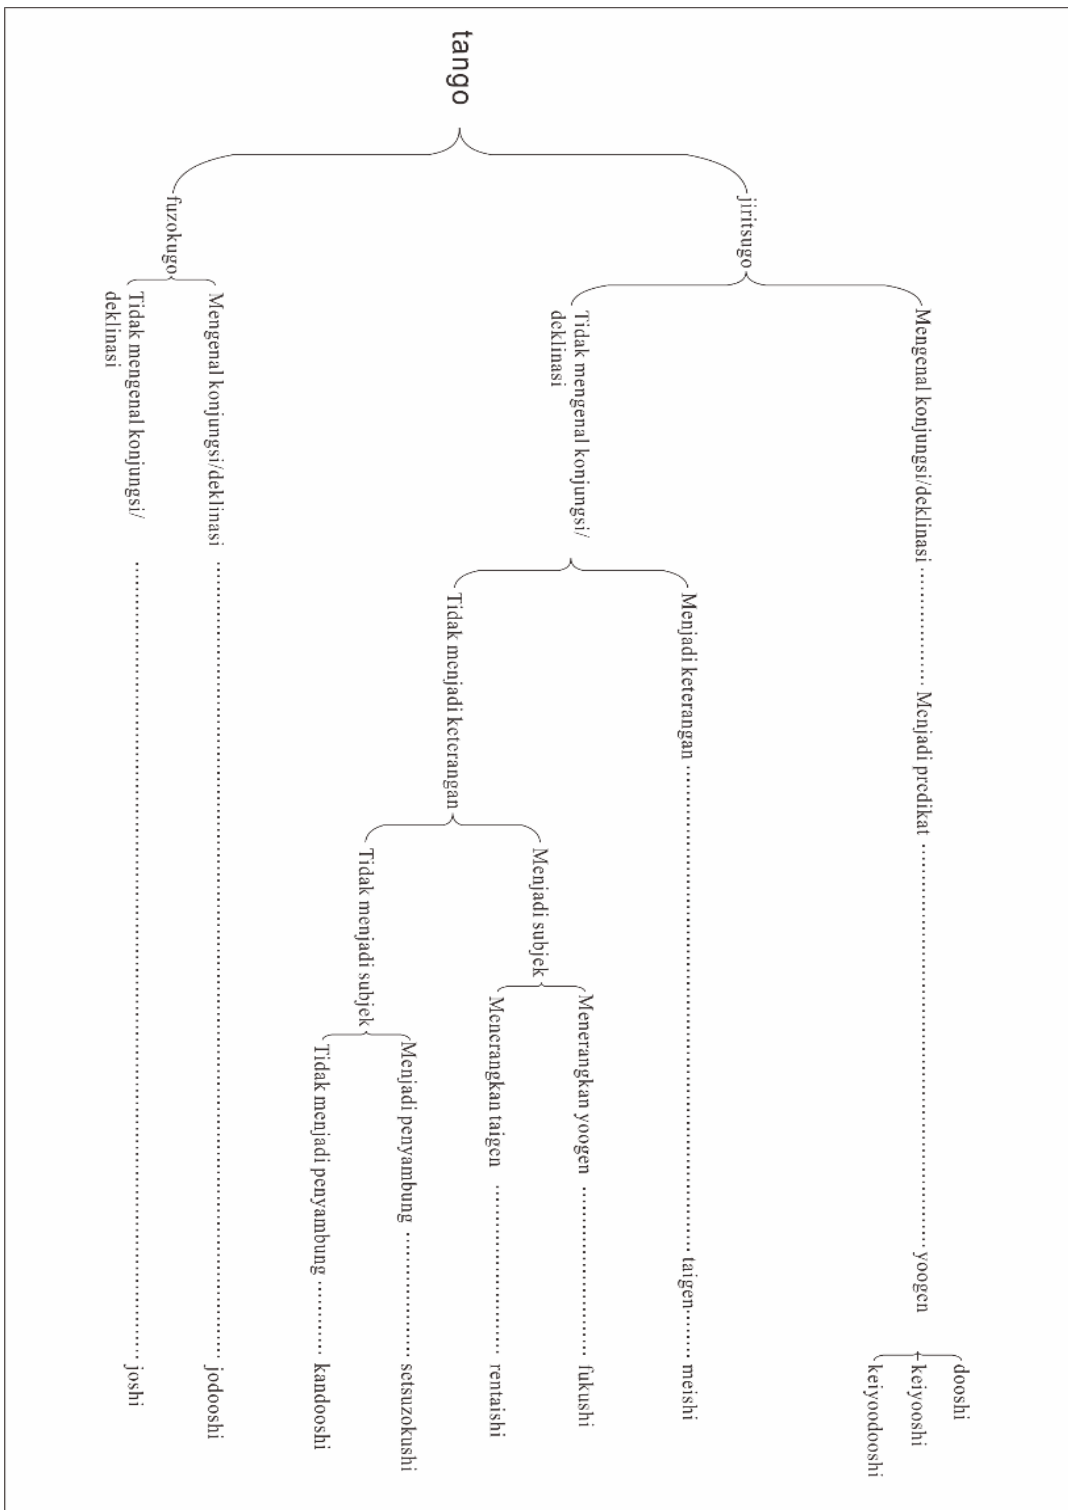 tango
jiritsugo
Mengenal konjungsi/deklinasi
Menjadi predikat
yoogen
dooshi
keiyooshi
keiyoodooshi
Tidak mengenal konjungsi/
deklinasi
Menjadi keterangan
taigen
meishi
Tidak menjadi keterangan
Menjadi subjek
Menerangkan yoogen
fukushi
Menerangkan taigen
rentaishi
Tidak menjadi subjek
Menjadi penyambung
setsuzokushi
Tidak menjadi penyambung
kandooshi
fuzokugo
Mengenal konjungsi/deklinasi
jodooshi
Tidak mengenal konjungsi/
deklinasi
joshi